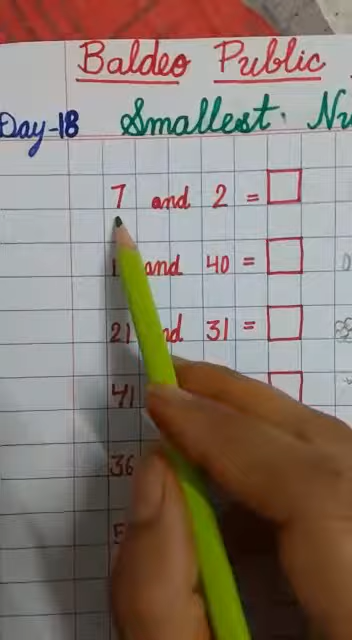 Baldeo Public
Day-18 Smallest.
7 and 2 =
and 40 =
21 and 31 =
41
36